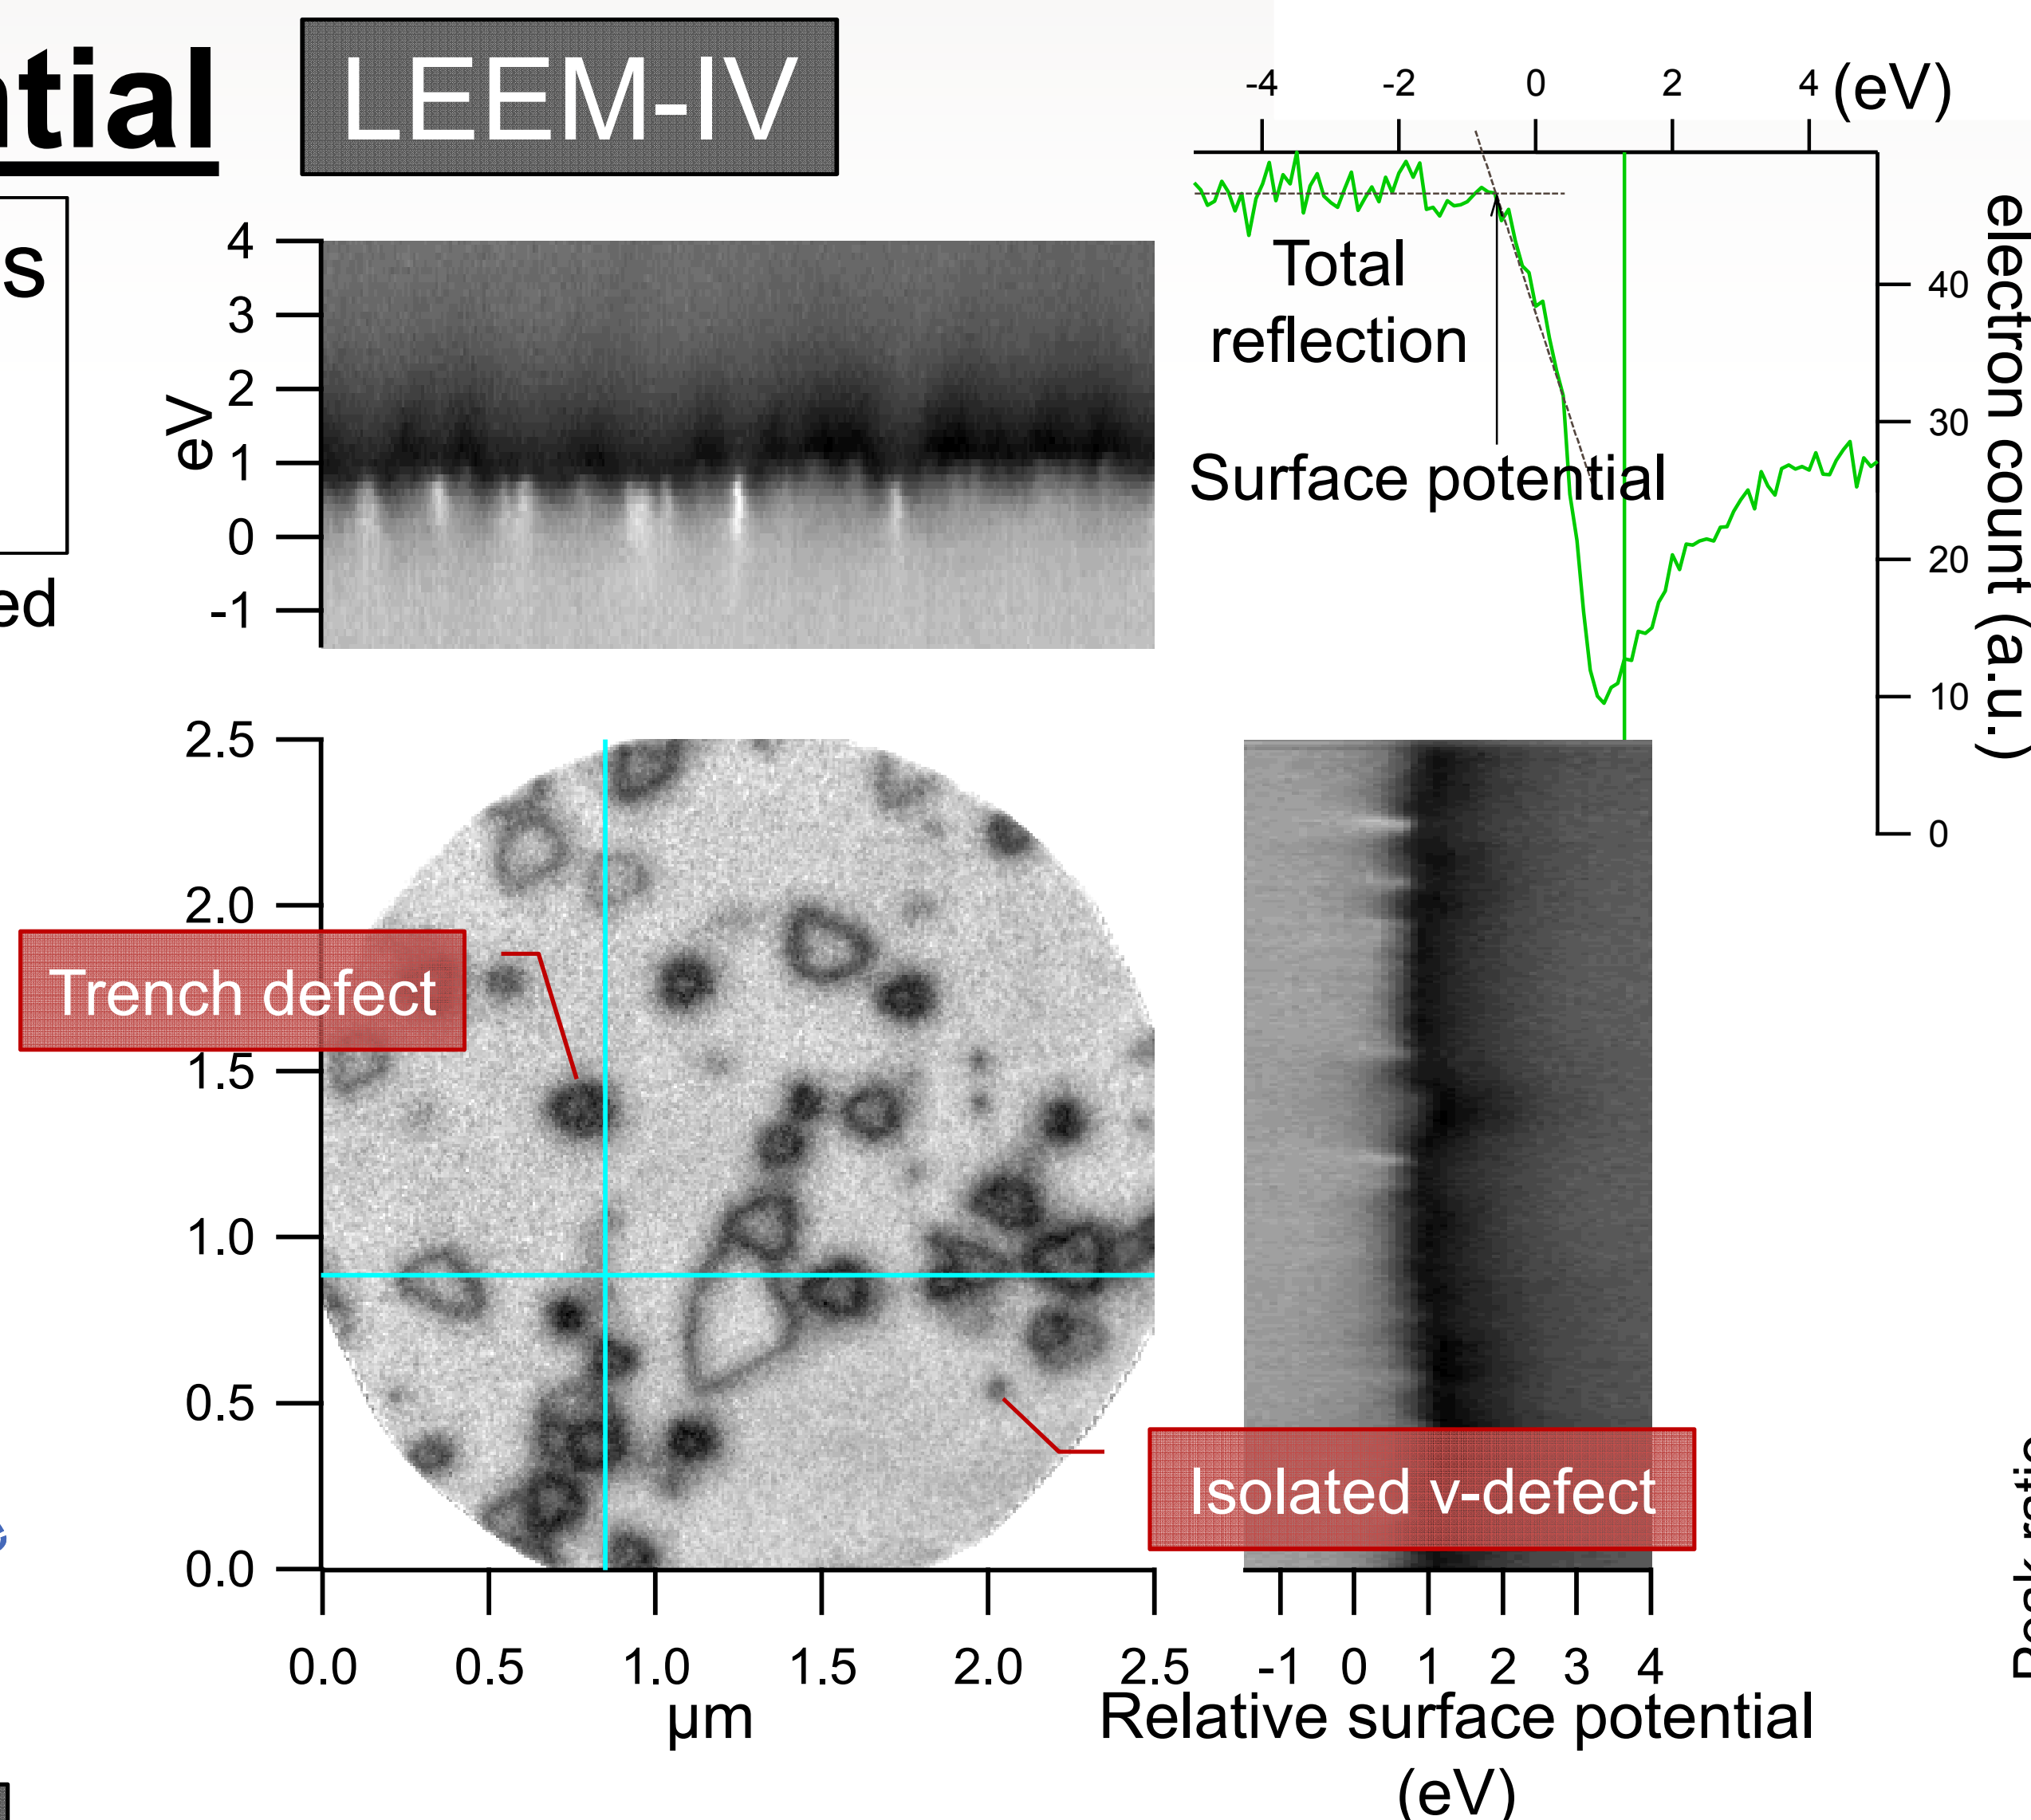 ntial
LEEM-IV
s
ed
4
3
2
1
0
-1
eV
-4
-2
0
2
4
(eV)
Total
reflection
Surface potential
40
30
20
10
0
electron count (a.u.)
2.5
2.0
1.5
1.0
0.5
0.0
Trench defect
Isolated v-defect
0.0
0.5
1.0
1.5
2.0
2.5
µm
-1
0
1
2
3
4
Relative surface potential
(eV)